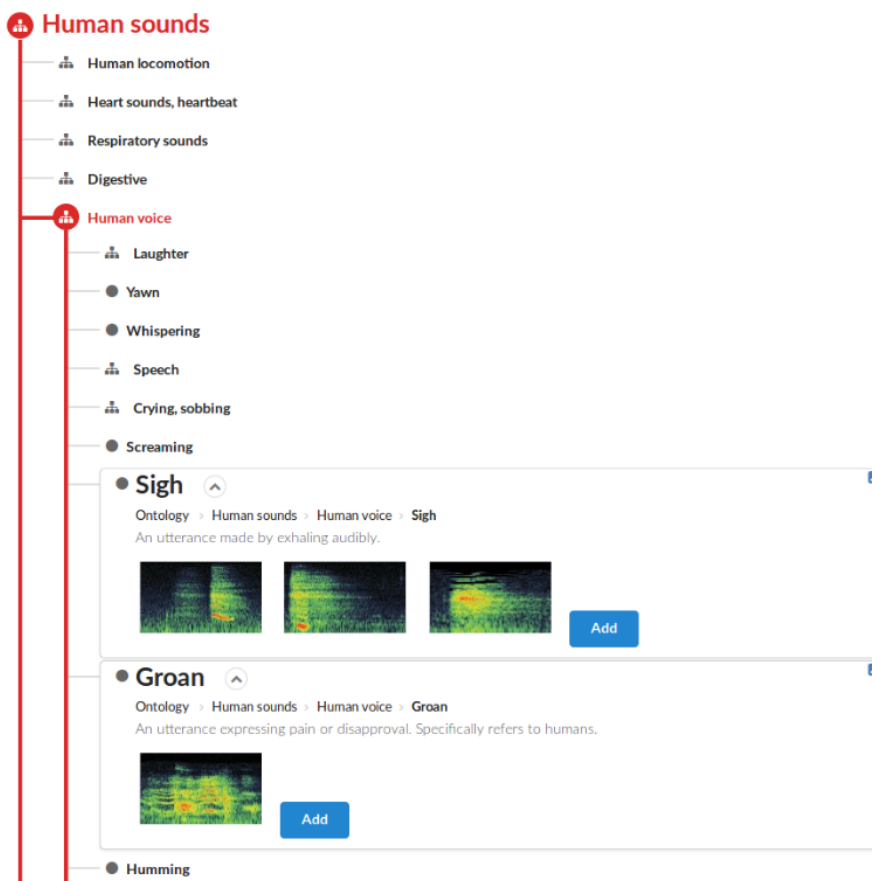 Human sounds
Human locomotion
Heart sounds, heartbeat
Respiratory sounds
Digestive
Human voice
Laughter
Yawn
Whispering
Speech
Crying, sobbing
Screaming
Sigh
Ontology › Human sounds › Human voice › Sigh
An utterance made by exhaling audibly.
Add
Groan
Ontology › Human sounds › Human voice › Groan
An utterance expressing pain or disapproval. Specifically refers to humans.
Add
Humming